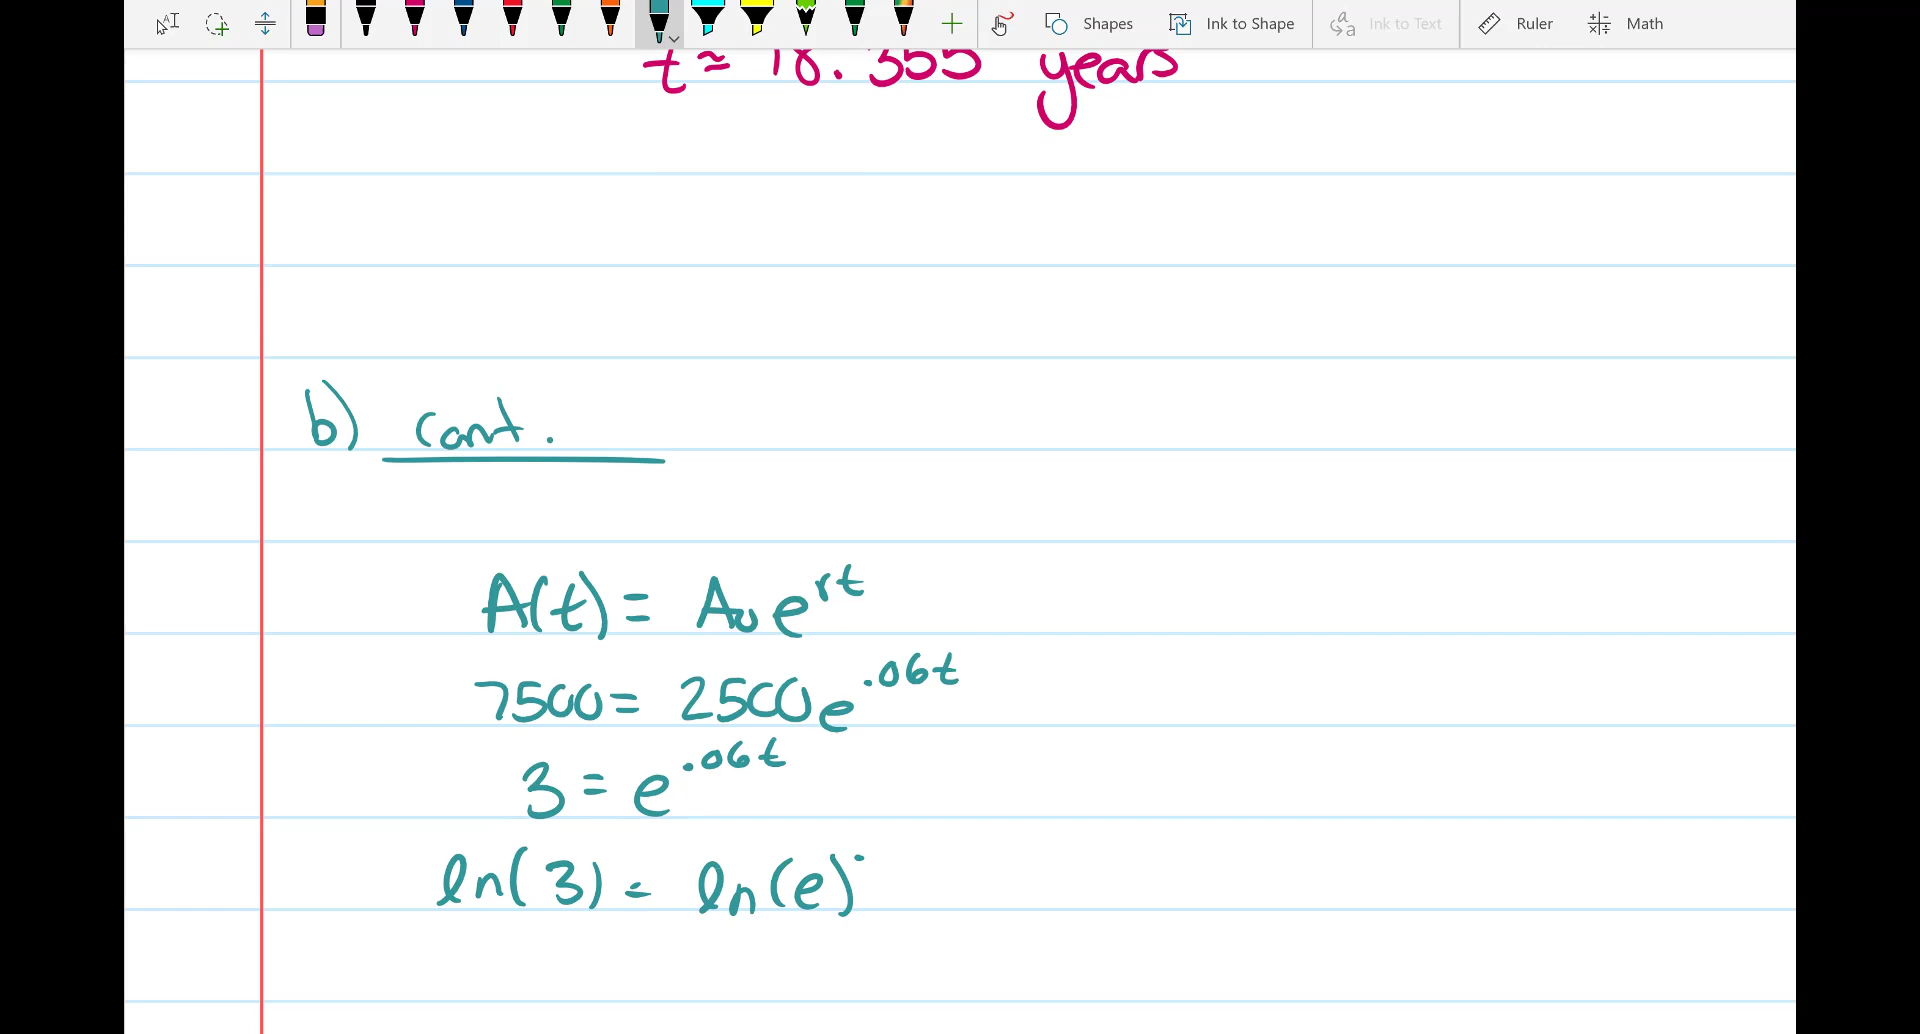 Shapes Ink to Shape Ink to Text Ruler Math
t ≈ 18.355 years
b) cont.
A(t) = A₀ e^rt
7500 = 2500e^.06t
3 = e^.06t
ln(3) = ln(e)^.